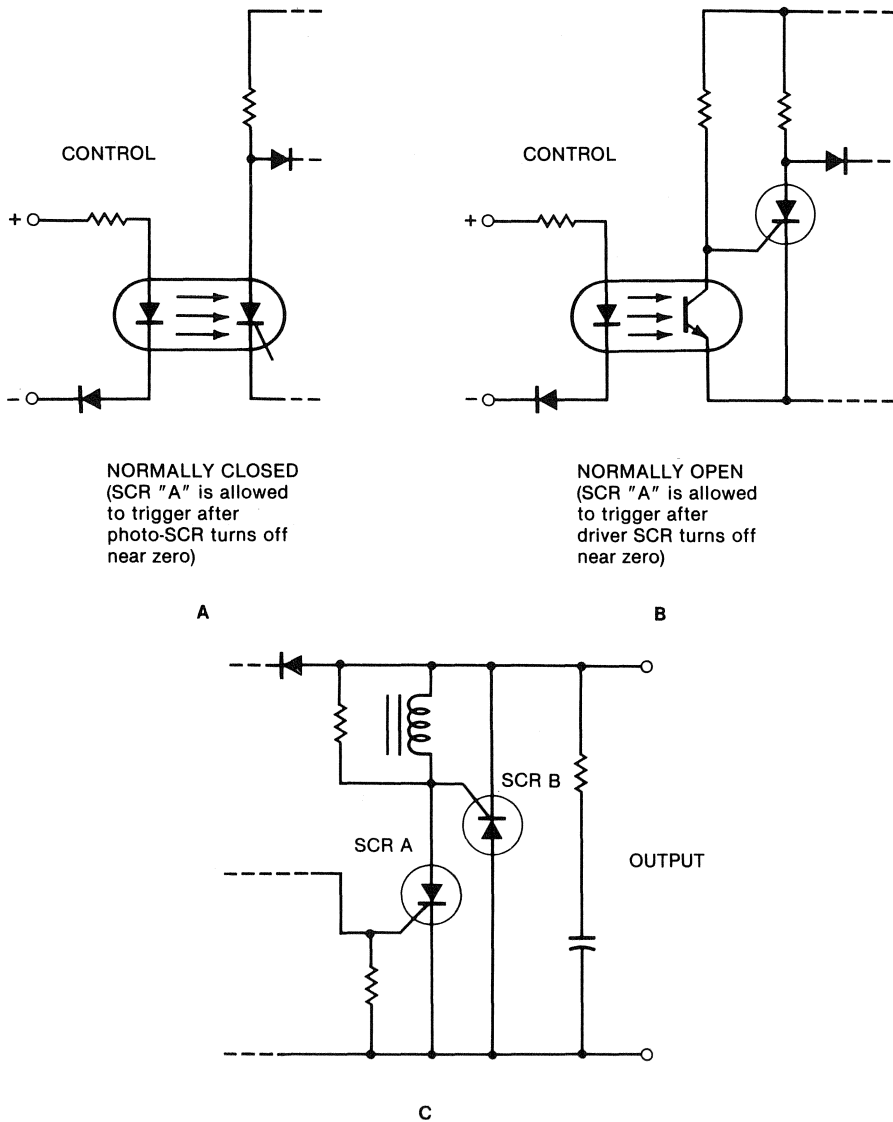 CONTROL
+
−
NORMALLY CLOSED
(SCR "A" is allowed
to trigger after
photo-SCR turns off
near zero)
A
CONTROL
+
−
NORMALLY OPEN
(SCR "A" is allowed
to trigger after
driver SCR turns off
near zero)
B
SCR B
SCR A
OUTPUT
C